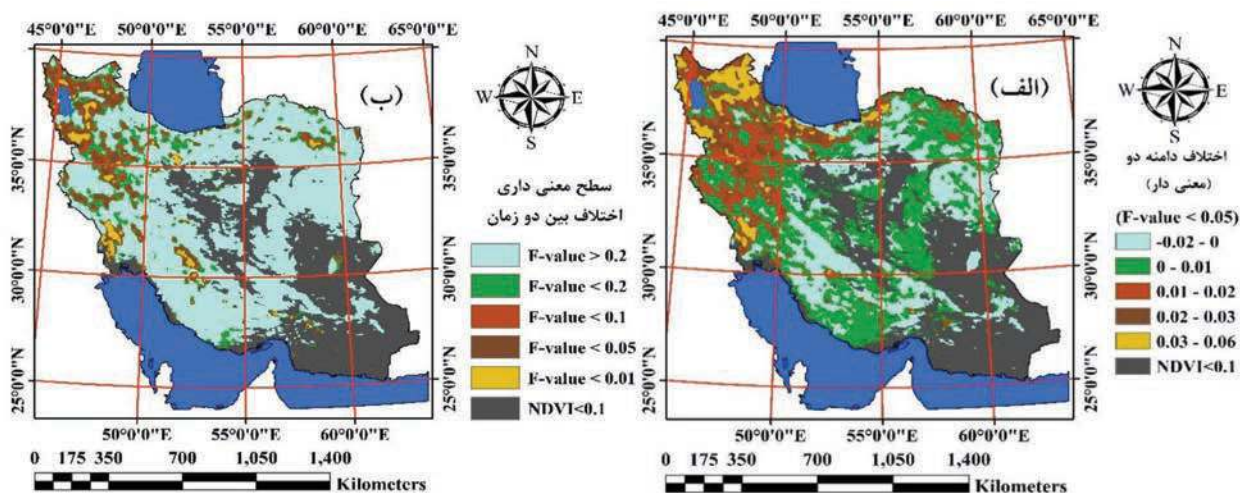 45°0'0"E 50°0'0"E 55°0'0"E 60°0'0"E 65°0'0"E
35°0'0"N
30°0'0"N
25°0'0"N
(الف)
N
W E
S
اختلاف دامنه دو
(معنی دار)
(F-value < 0.05)
-0.02 - 0
0 - 0.01
0.01 - 0.02
0.02 - 0.03
0.03 - 0.06
NDVI<0.1
50°0'0"E 55°0'0"E 60°0'0"E
0 175 350 700 1,050 1,400
Kilometers
45°0'0"E 50°0'0"E 55°0'0"E 60°0'0"E 65°0'0"E
35°0'0"N
30°0'0"N
25°0'0"N
(ب)
N
W E
S
سطح معنی داری
اختلاف بین دو زمان
F-value > 0.2
F-value < 0.2
F-value < 0.1
F-value < 0.05
F-value < 0.01
NDVI<0.1
50°0'0"E 55°0'0"E 60°0'0"E
0 175 350 700 1,050 1,400
Kilometers